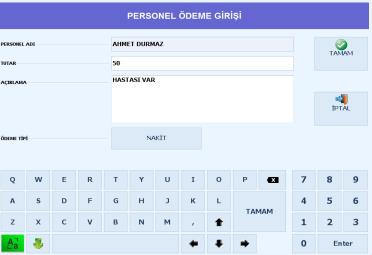 PERSONEL ÖDEME GİRİŞİ
PERSONEL ADI AHMET DURMAZ
TAMAM
TUTAR 50
AÇIKLAMA HASTASI VAR
İPTAL
ÖDEME TİPİ NAKİT
Q W E R T Y U I O P 7 8 9
A S D F G H J K L 4 5 6
TAMAM
Z X C V B N M , 1 2 3
0 Enter